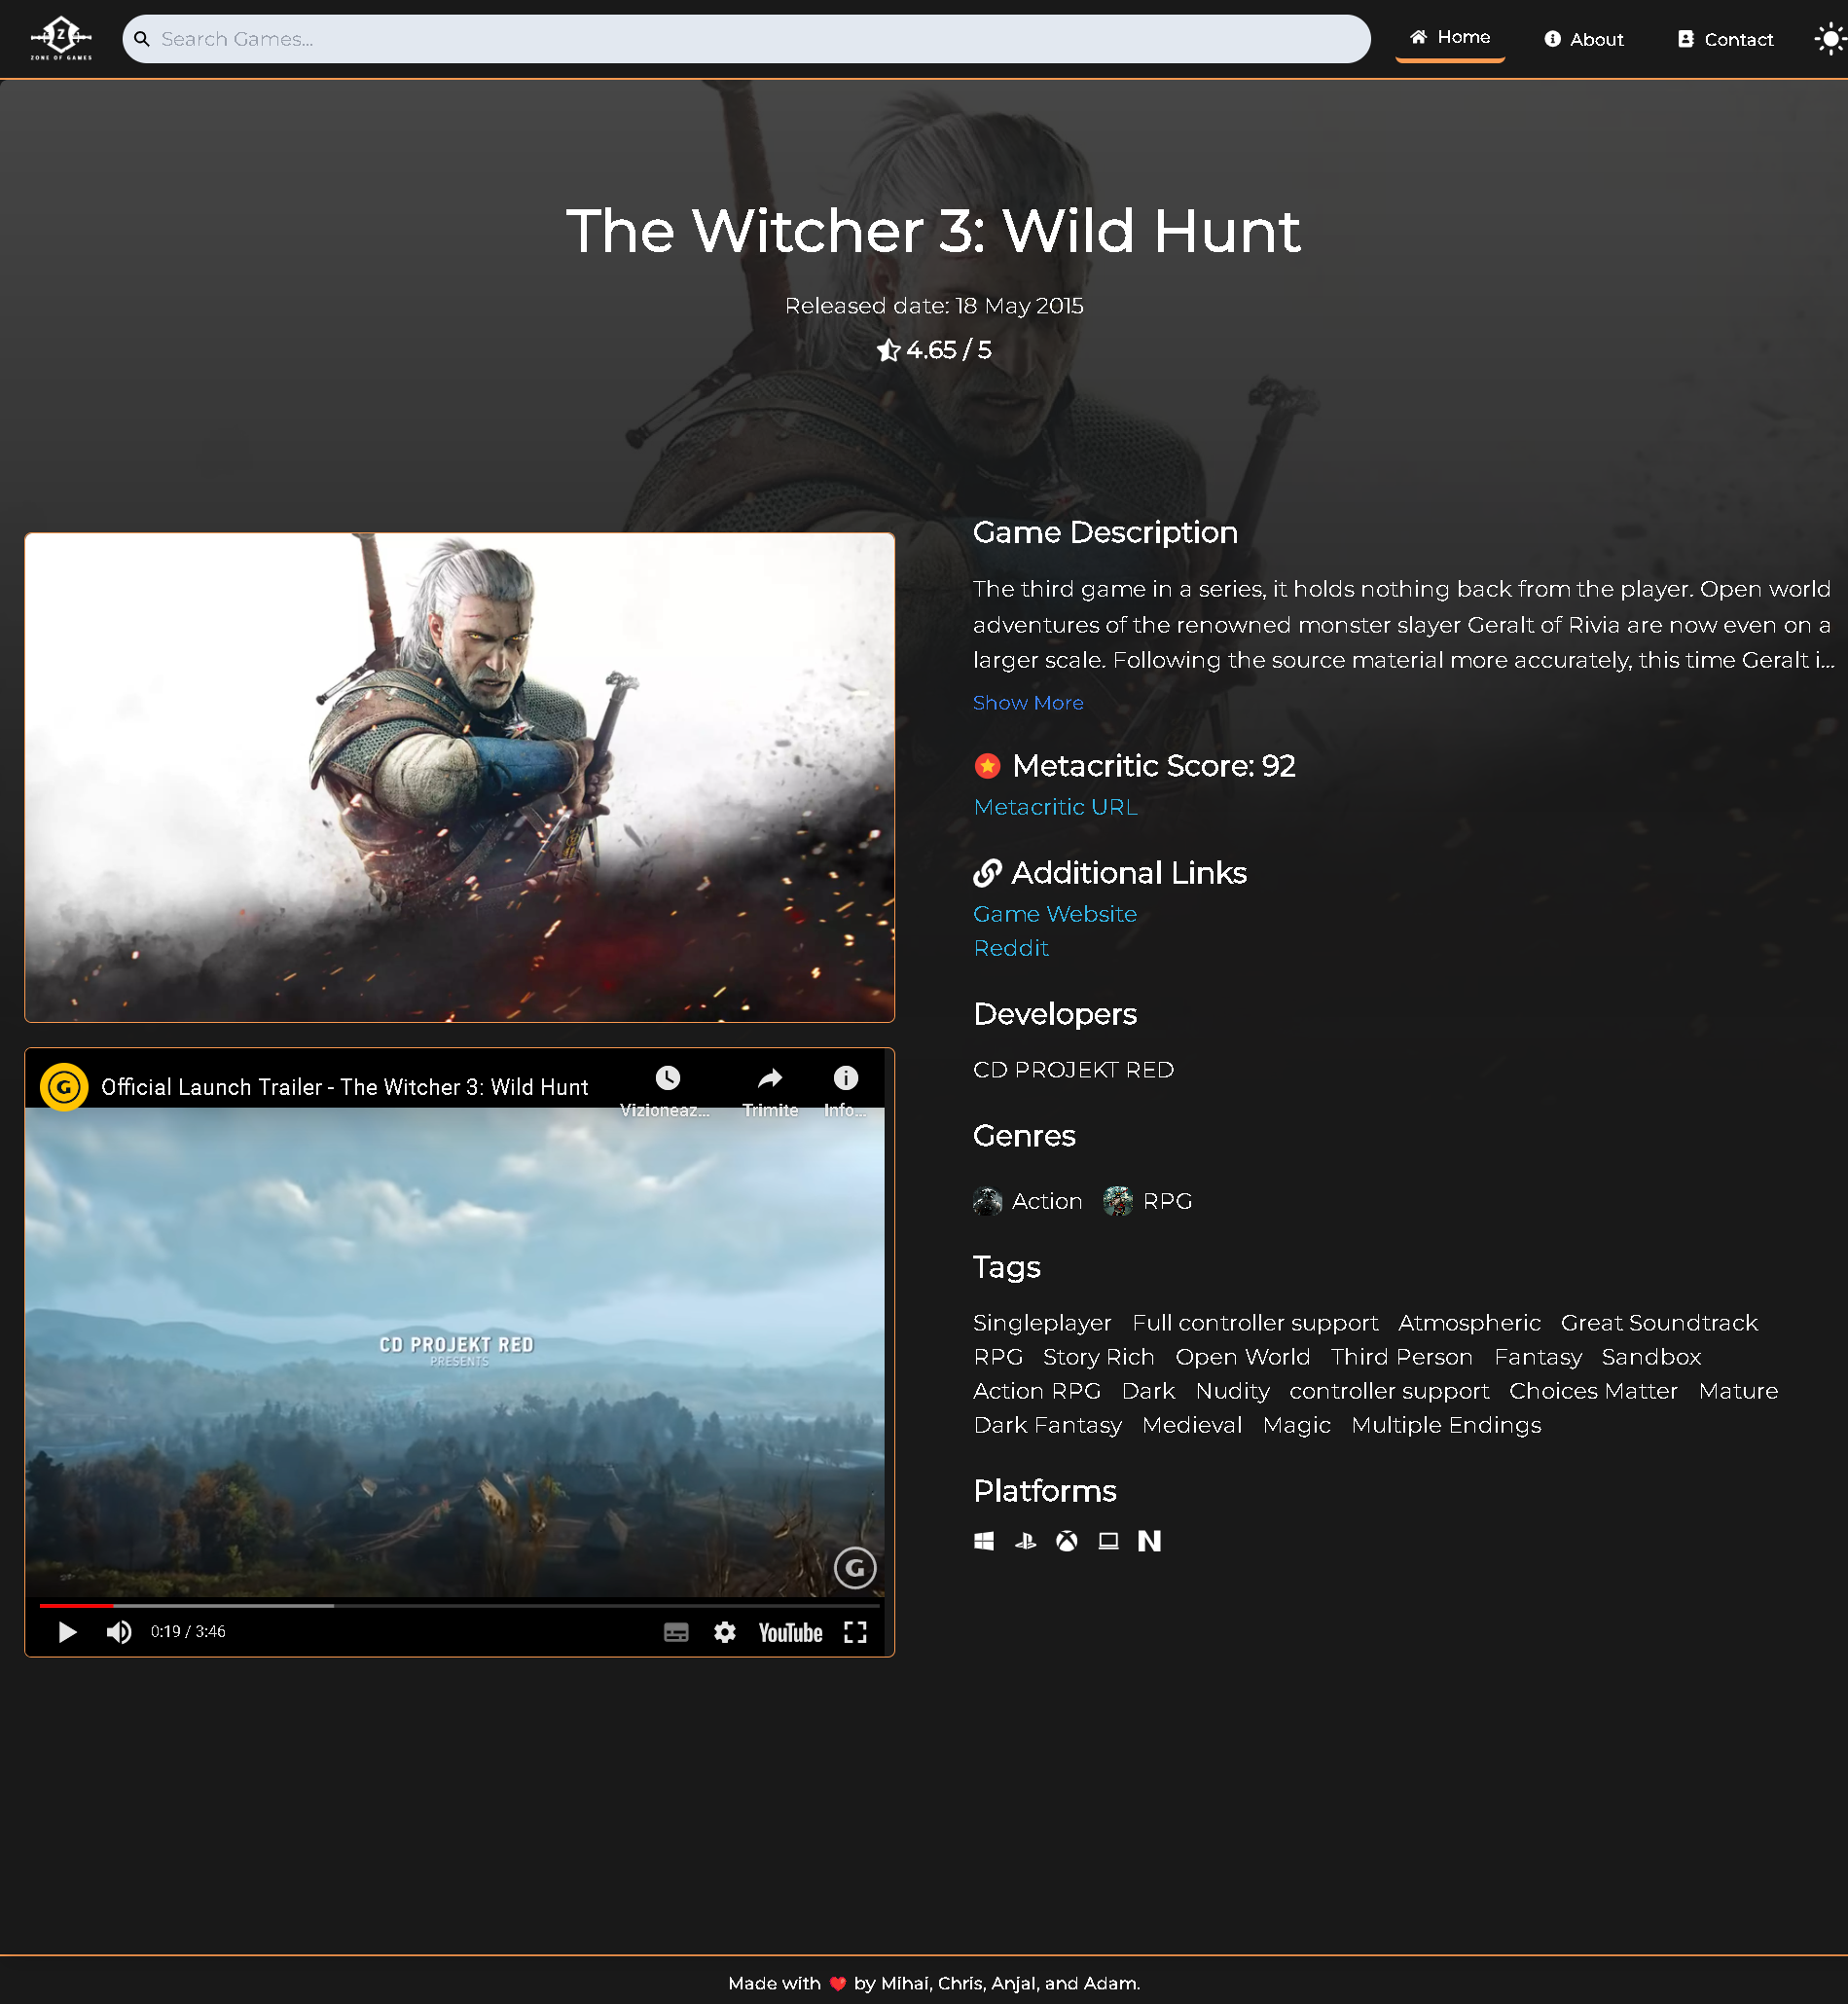 Z
ZONE OF GAMES
Search Games...
Home
About
Contact
The Witcher 3: Wild Hunt
Released date: 18 May 2015
4.65 / 5
Game Description
The third game in a series, it holds nothing back from the player. Open world
adventures of the renowned monster slayer Geralt of Rivia are now even on a
larger scale. Following the source material more accurately, this time Geralt i...
Show More
Metacritic Score: 92
Metacritic URL
Additional Links
Game Website
Reddit
Developers
CD PROJEKT RED
Genres
Action RPG
Tags
Singleplayer Full controller support Atmospheric Great Soundtrack
RPG Story Rich Open World Third Person Fantasy Sandbox
Action RPG Dark Nudity controller support Choices Matter Mature
Dark Fantasy Medieval Magic Multiple Endings
Platforms
N
G
Official Launch Trailer - The Witcher 3: Wild Hunt
Vizioneaz...
Trimite
Info...
CD PROJEKT RED
PRESENTS
G
0:19 / 3:46
YouTube
Made with ❤️ by Mihai, Chris, Anjal, and Adam.